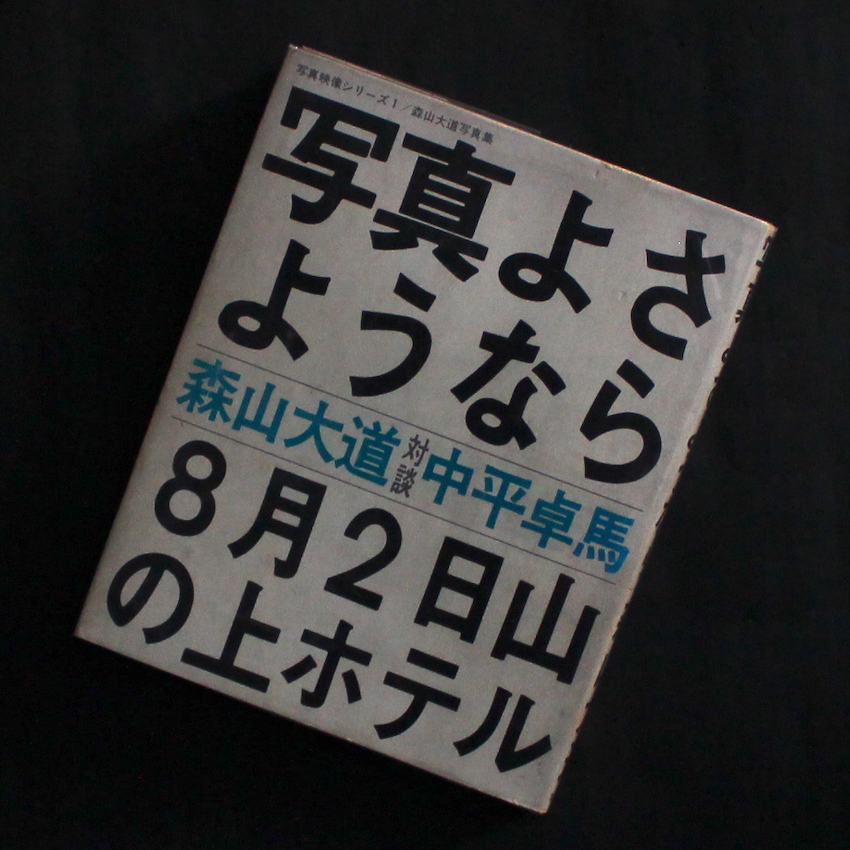 写真映像シリーズ1/森山大道写真集
写真よさ
ようなら
森山大道対談中平卓馬
8月2日山
の上ホテル